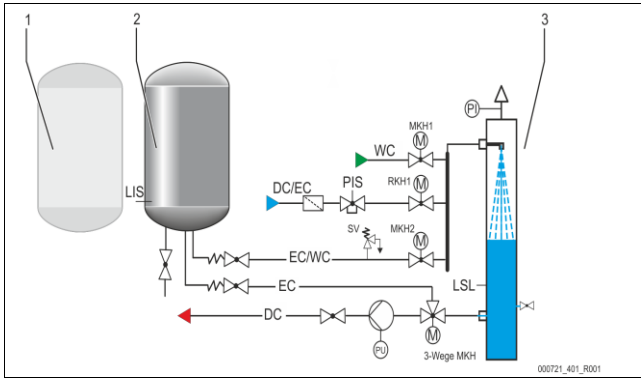 1
2
3
PI
MKH1
M
WC
LIS
DC/EC
PIS
RKH1
M
SV
MKH2
M
EC/WC
EC
LSL
DC
PU
M
3-Wege MKH
000721_401_R001